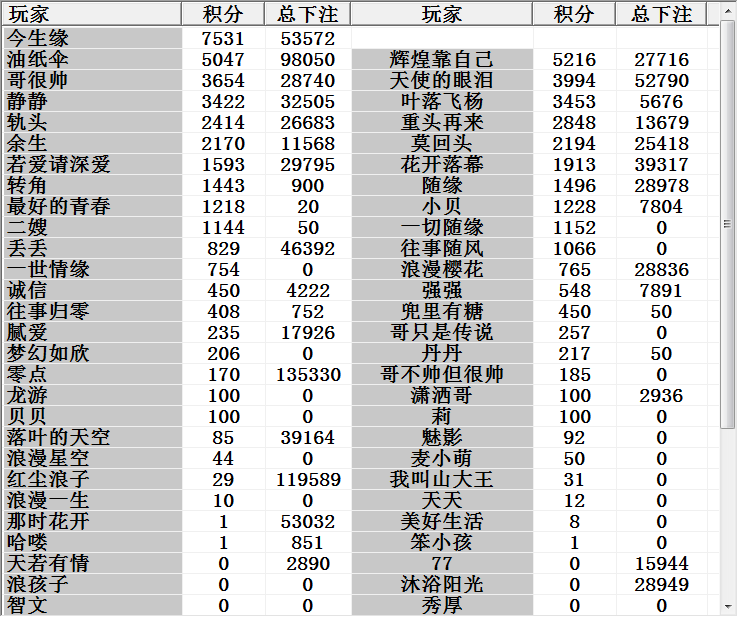 玩家 积分 总下注 玩家 积分 总下注
今生缘 7531 53572
油纸伞 5047 98050 辉煌靠自己 5216 27716
哥很帅 3654 28740 天使的眼泪 3994 52790
静静 3422 32505 叶落飞杨 3453 5676
轨头 2414 26683 重头再来 2848 13679
余生 2170 11568 莫回头 2194 25418
若爱请深爱 1593 29795 花开落幕 1913 39317
转角 1443 900 随缘 1496 28978
最好的青春 1218 20 小贝 1228 7804
二嫂 1144 50 一切随缘 1152 0
丢丢 829 46392 往事随风 1066 0
一世情缘 754 0 浪漫樱花 765 28836
诚信 450 4222 强强 548 7891
往事归零 408 752 兜里有糖 450 50
腻爱 235 17926 哥只是传说 257 0
梦幻如欣 206 0 丹丹 217 50
零点 170 135330 哥不帅但很帅 185 0
龙游 100 0 潇洒哥 100 2936
贝贝 100 0 莉 100 0
落叶的天空 85 39164 魅影 92 0
浪漫星空 44 0 麦小萌 50 0
红尘浪子 29 119589 我叫山大王 31 0
浪漫一生 10 0 天天 12 0
那时花开 1 53032 美好生活 8 0
哈喽 1 851 笨小孩 1 0
天若有情 0 2890 77 0 15944
浪孩子 0 0 沐浴阳光 0 28949
智文 0 0 秀厚 0 0